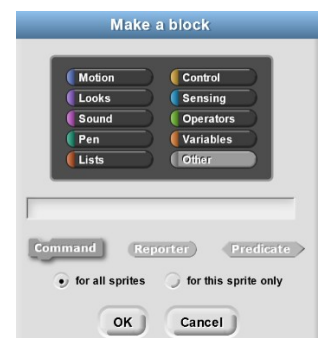 Make a block
Motion Control
Looks Sensing
Sound Operators
Pen Variables
Lists Other
Command Reporter Predicate
for all sprites for this sprite only
OK Cancel